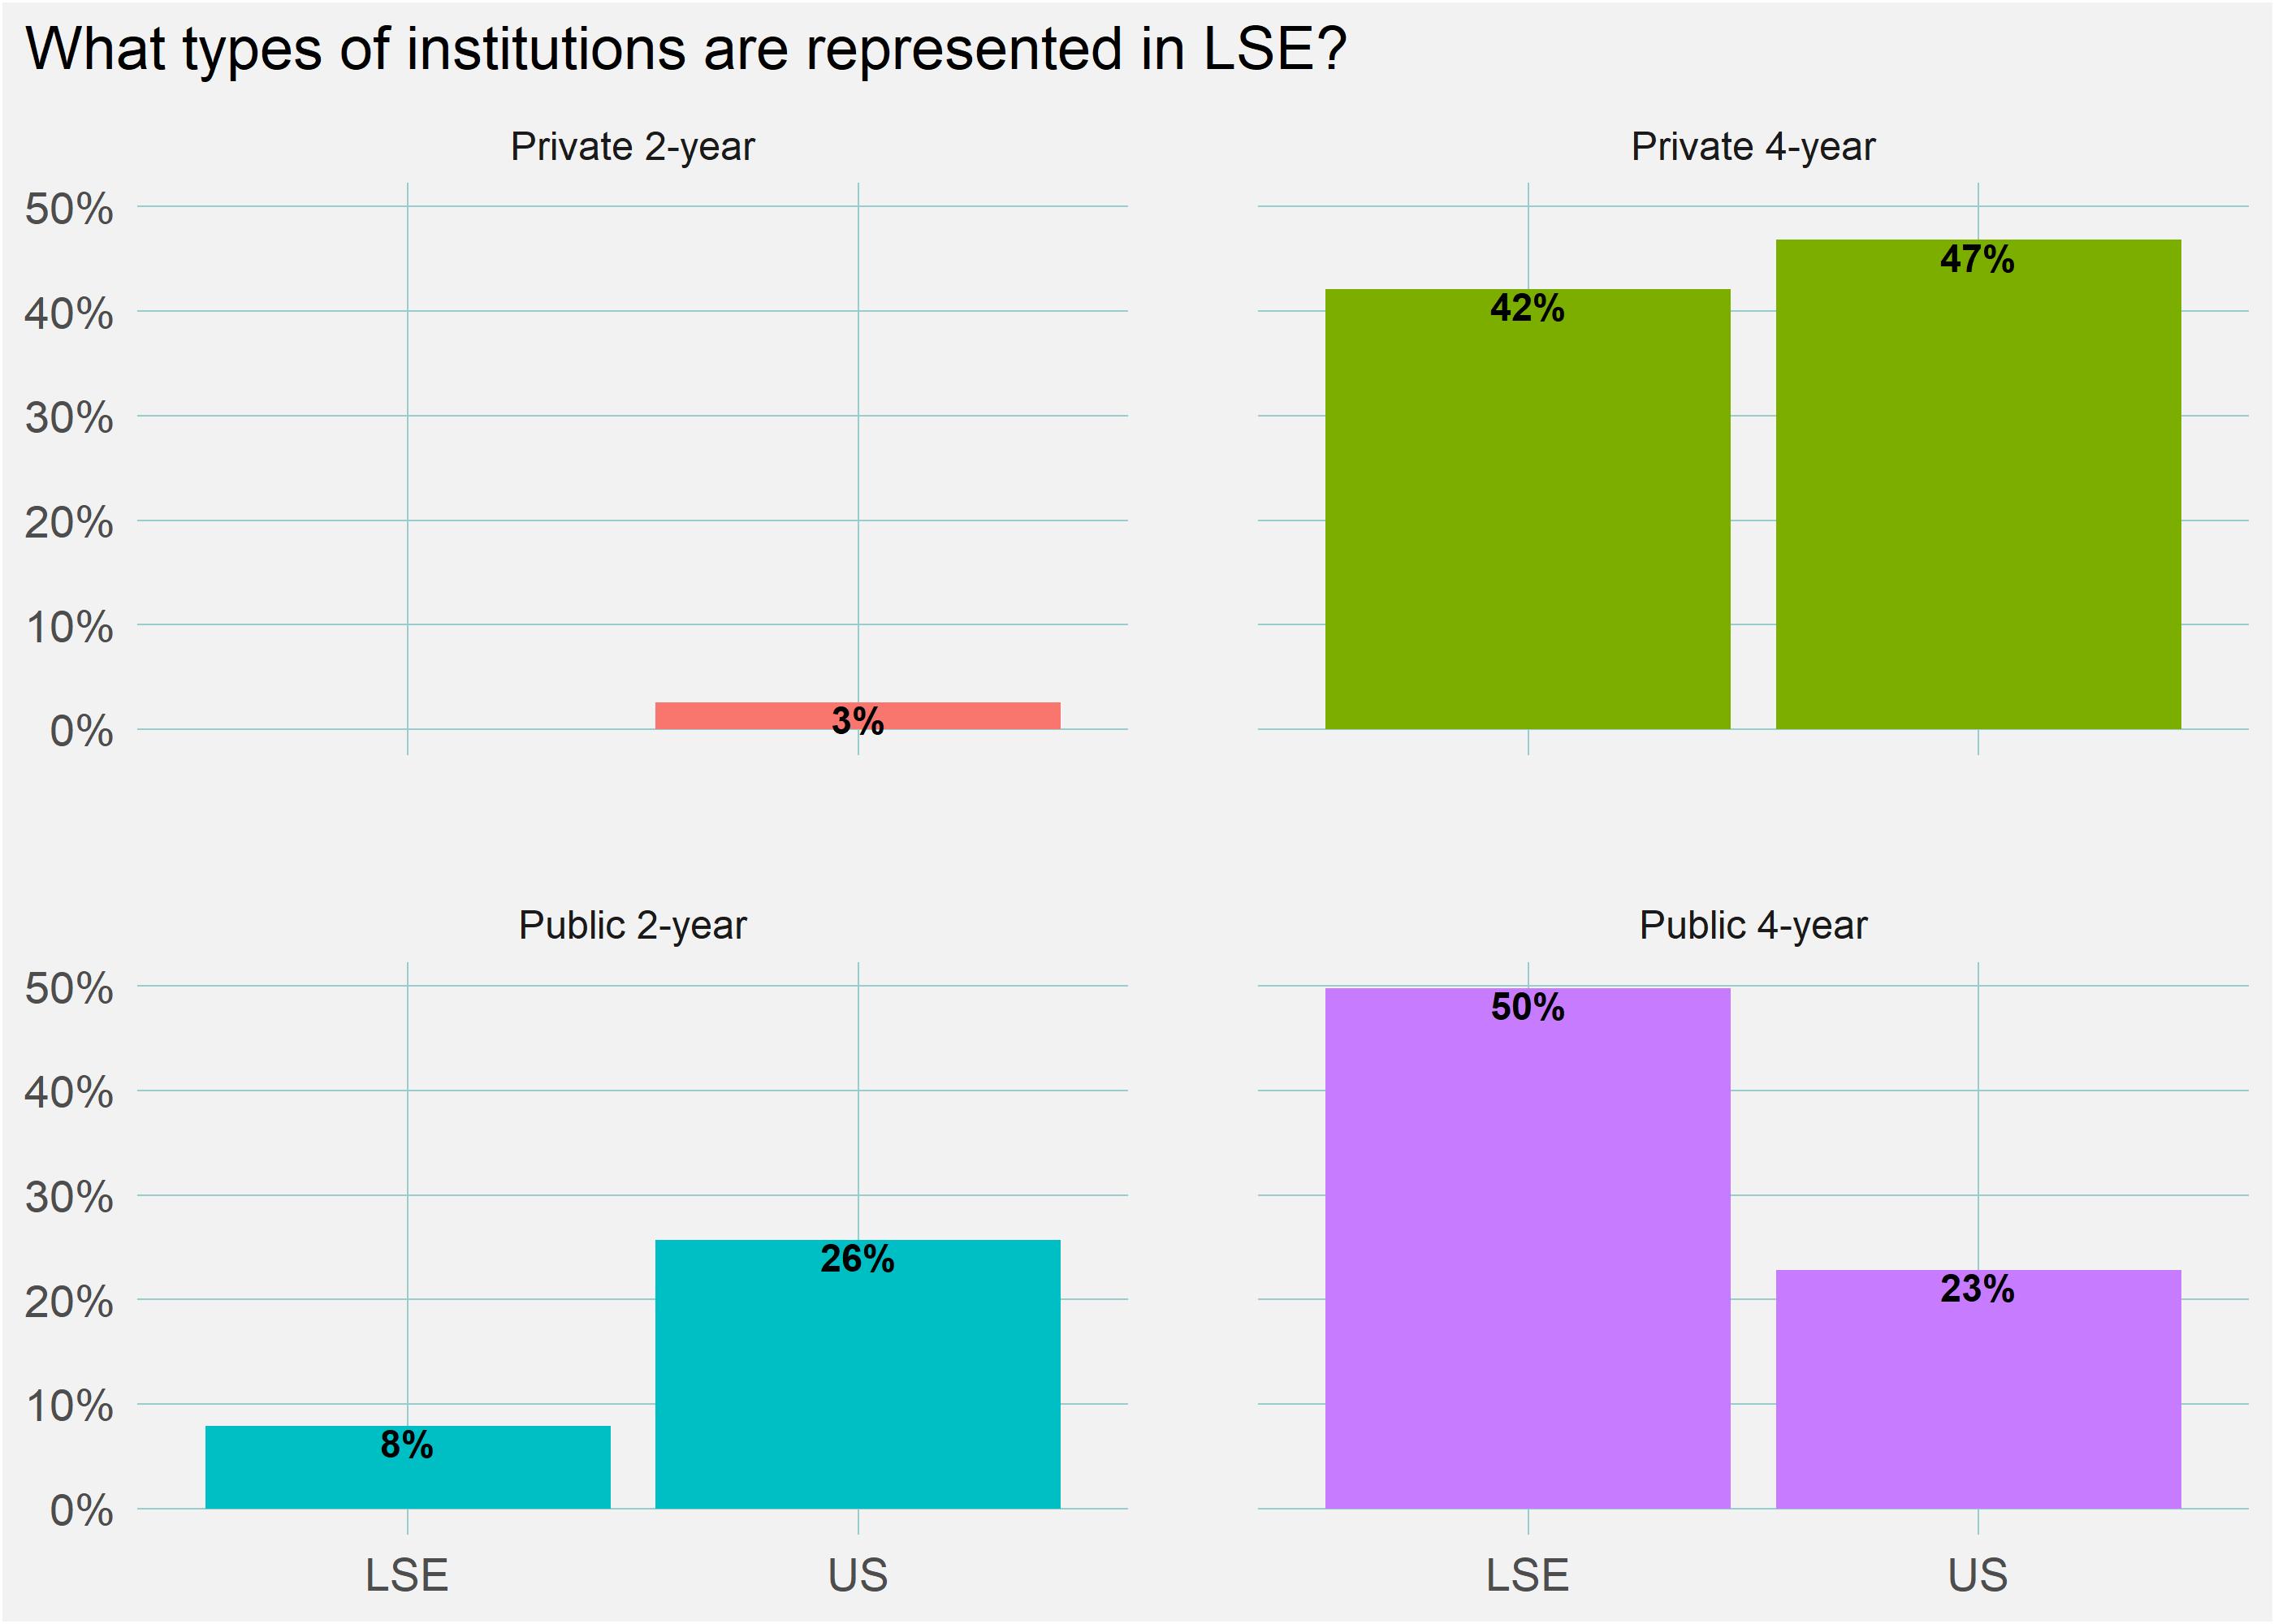 What types of institutions are represented in LSE?
Private 2-year
Private 4-year
50%
40%
30%
20%
10%
0%
3%
42%
47%
Public 2-year
Public 4-year
50%
40%
30%
20%
10%
0%
8%
26%
50%
23%
LSE
US
LSE
US